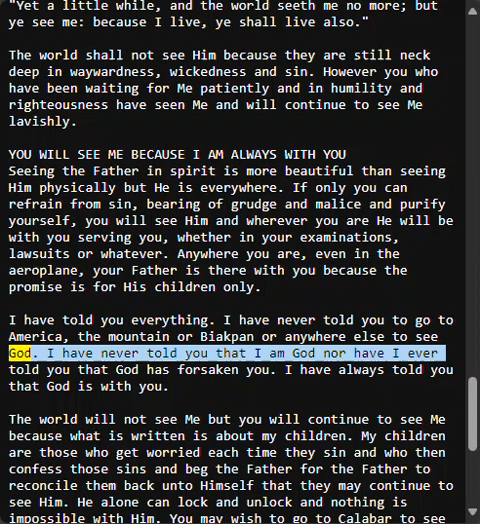 "Yet a little while, and the world seeth me no more; but
ye see me: because I live, ye shall live also."
The world shall not see Him because they are still neck
deep in waywardness, wickedness and sin. However you who
have been waiting for Me patiently and in humility and
righteousness have seen Me and will continue to see Me
lavishly.
YOU WILL SEE ME BECAUSE I AM ALWAYS WITH YOU
Seeing the Father in spirit is more beautiful than seeing
Him physically but He is everywhere. If only you can
refrain from sin, bearing of grudge and malice and purify
yourself, you will see Him and wherever you are He will be
with you serving you, whether in your examinations,
lawsuits or whatever. Anywhere you are, even in the
aeroplane, your Father is there with you because the
promise is for His children only.
I have told you everything. I have never told you to go to
America, the mountain or Biakpan or anywhere else to see
God. I have never told you that I am God nor have I ever
told you that God has forsaken you. I have always told you
that God is with you.
The world will not see Me but you will continue to see Me
because what is written is about my children. My children
are those who get worried each time they sin and who then
confess those sins and beg the Father for the Father to
reconcile them back unto Himself that they may continue to
see Him. He alone can lock and unlock and nothing is
impossible with Him. You may wish to go to Calabar to see